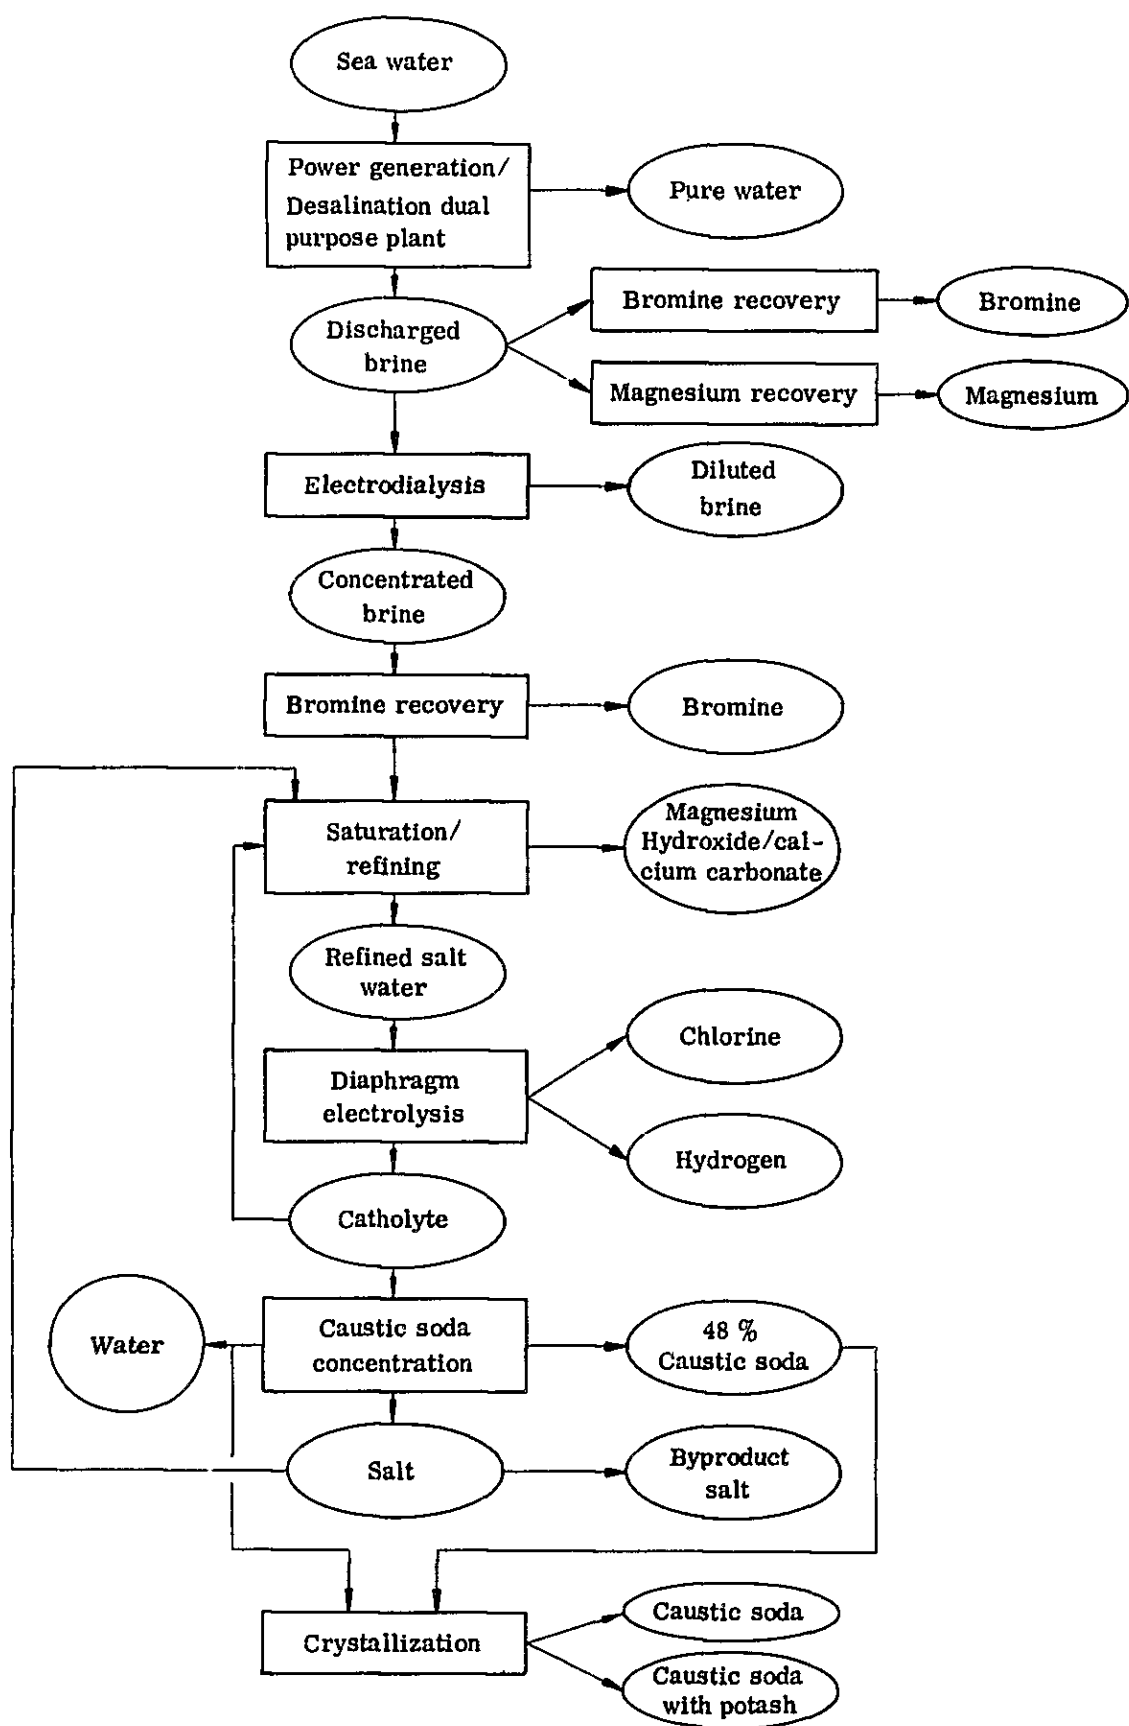 Sea water
Power generation/
Desalination dual
purpose plant
Pure water
Discharged
brine
Bromine recovery
Bromine
Magnesium recovery
Magnesium
Electrodialysis
Diluted
brine
Concentrated
brine
Bromine recovery
Bromine
Saturation/
refining
Magnesium
Hydroxide/cal-
cium carbonate
Refined salt
water
Diaphragm
electrolysis
Chlorine
Hydrogen
Catholyte
Water
Caustic soda
concentration
48 %
Caustic soda
Salt
Byproduct
salt
Crystallization
Caustic soda
Caustic soda
with potash